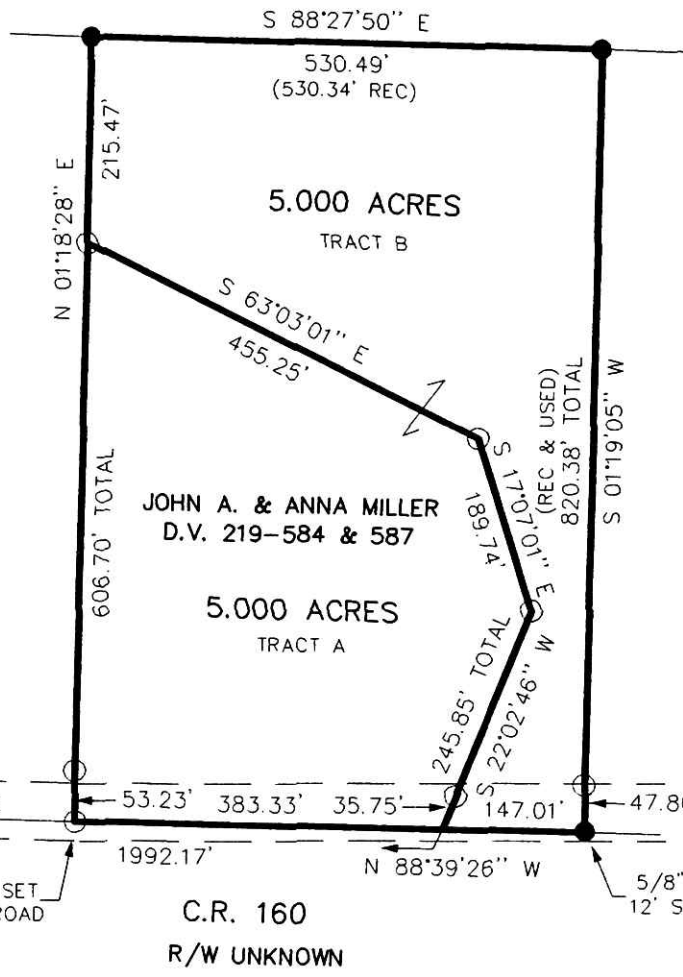 S 88°27'50" E
530.49'
(530.34' REC)
215.47'
N 01°18'28" E
5.000 ACRES
TRACT B
S 63°03'01" E
455.25'
(REC & USED)
820.38' TOTAL
S 01°19'05" W
S 17°07'01" E
189.74'
606.70' TOTAL
JOHN A. & ANNA MILLER
D.V. 219-584 & 587
5.000 ACRES
TRACT A
245.85' TOTAL
S 22°02'46" W
53.23'
383.33'
35.75'
147.01'
1992.17'
N 88°39'26" W
SET
5/8"
C.R. 160
R/W UNKNOWN